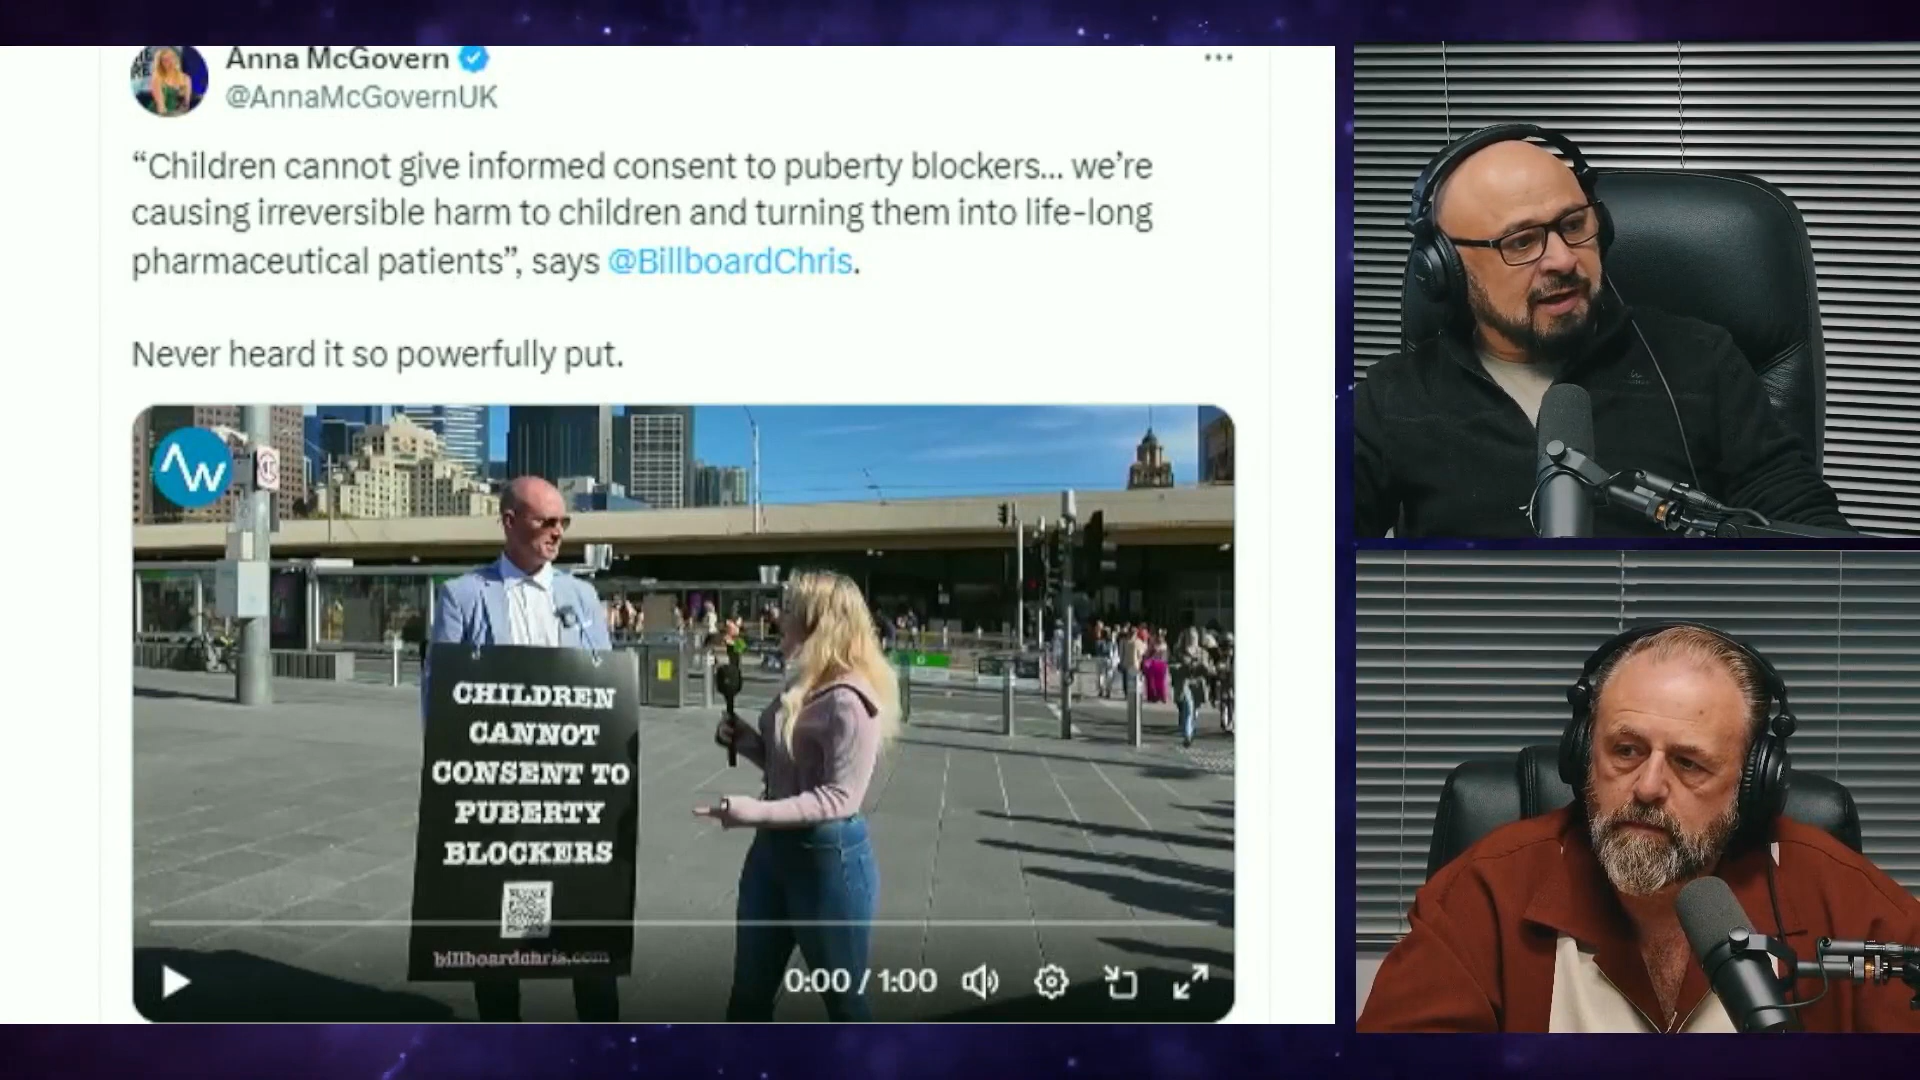 Anna McGovern
@AnnaMcGovernUK
“Children cannot give informed consent to puberty blockers... we’re
causing irreversible harm to children and turning them into life-long
pharmaceutical patients”, says @BillboardChris.
Never heard it so powerfully put.
CHILDREN
CANNOT
CONSENT TO
PUBERTY
BLOCKERS
billboardchris.com
0:00 / 1:00